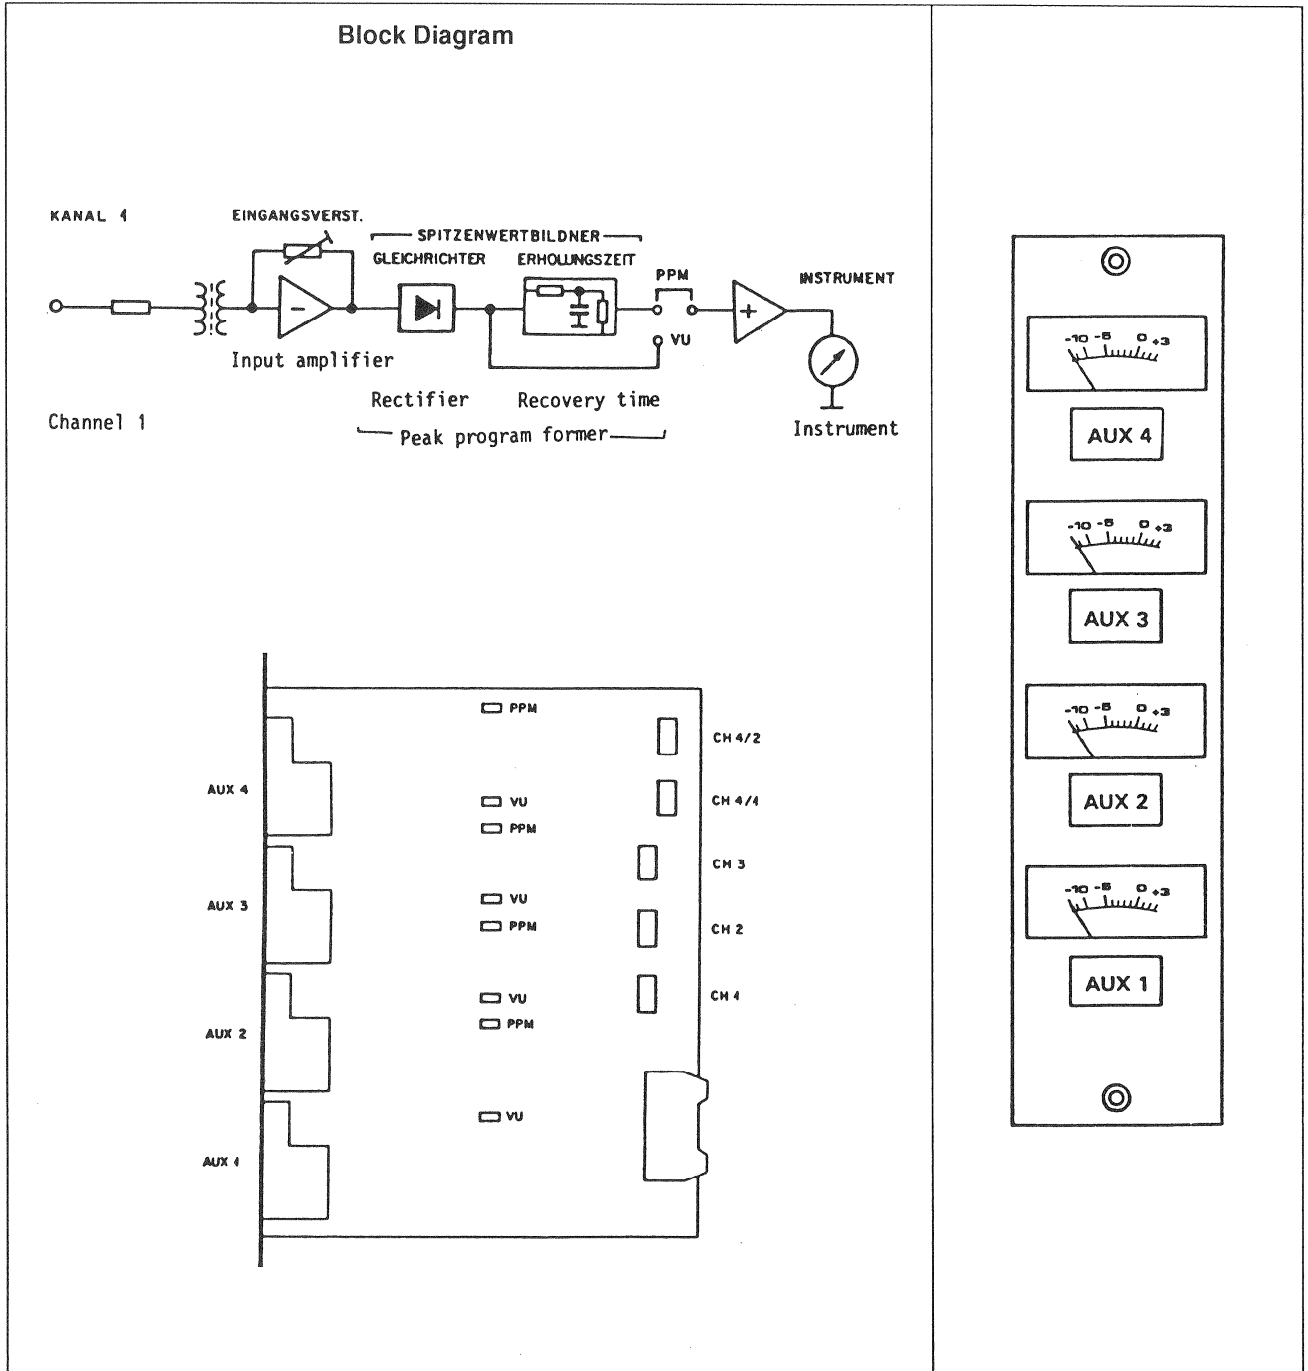 Block Diagram
KANAL 1
EINGANGSVERST.
SPITZENWERTBILDNER
GLEICHRICHTER ERHOLUNGSZEIT
PPM
INSTRUMENT
-
+
VU
Input amplifier
Rectifier Recovery time
Channel 1
Peak program former
Instrument
PPM
CH 4/2
AUX 4
VU
CH 4/1
PPM
CH 3
AUX 3
VU
PPM
CH 2
VU
CH 1
PPM
AUX 2
VU
AUX 1
-10 -5 0 +3
AUX 4
-10 -5 0 +3
AUX 3
-10 -5 0 +3
AUX 2
-10 -5 0 +3
AUX 1